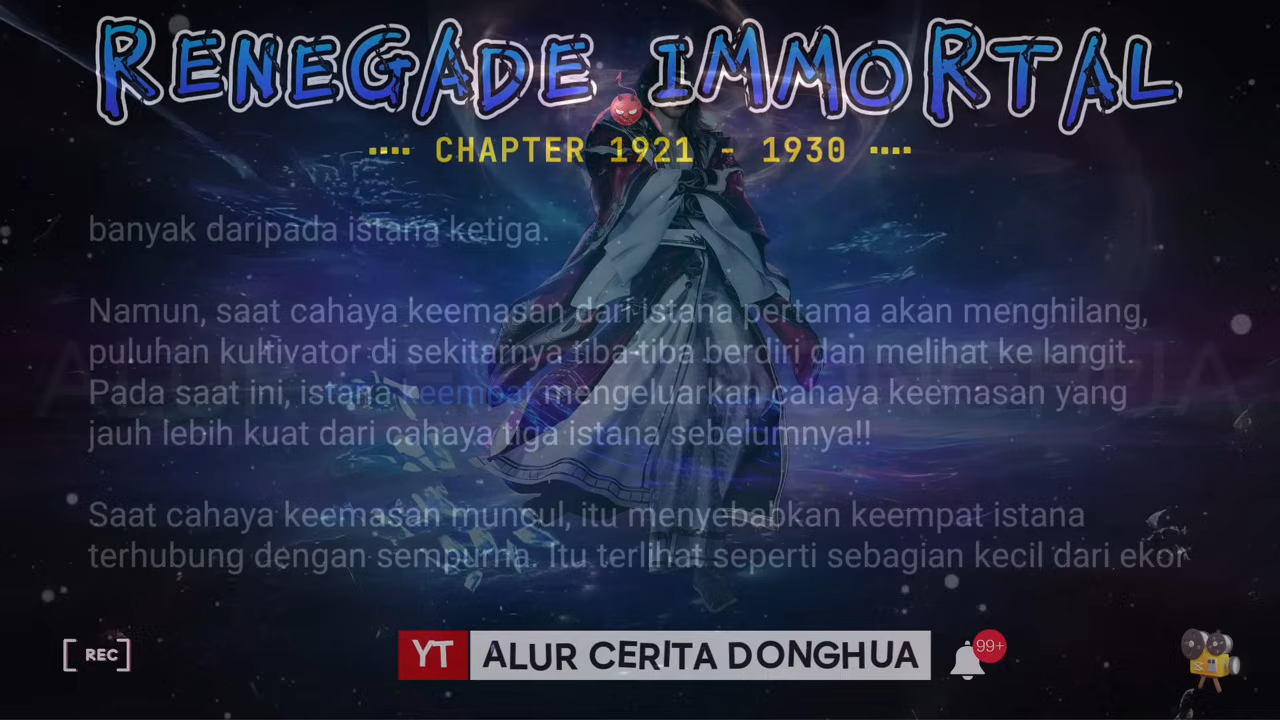 RENEGADE IMMORTAL
CHAPTER 1921 - 1930
banyak daripada istana ketiga.
Namun, saat cahaya keemasan dari istana pertama akan menghilang,
puluhan kultivator di sekitarnya tiba-tiba berdiri dan melihat ke langit.
Pada saat ini, istana keempat mengeluarkan cahaya keemasan yang
jauh lebih kuat dari cahaya tiga istana sebelumnya!!
Saat cahaya keemasan muncul, itu menyebabkan keempat istana
terhubung dengan sempurna. Itu terlihat seperti sebagian kecil dari ekor
[REC]
YT ALUR CERITA DONGHUA
99+